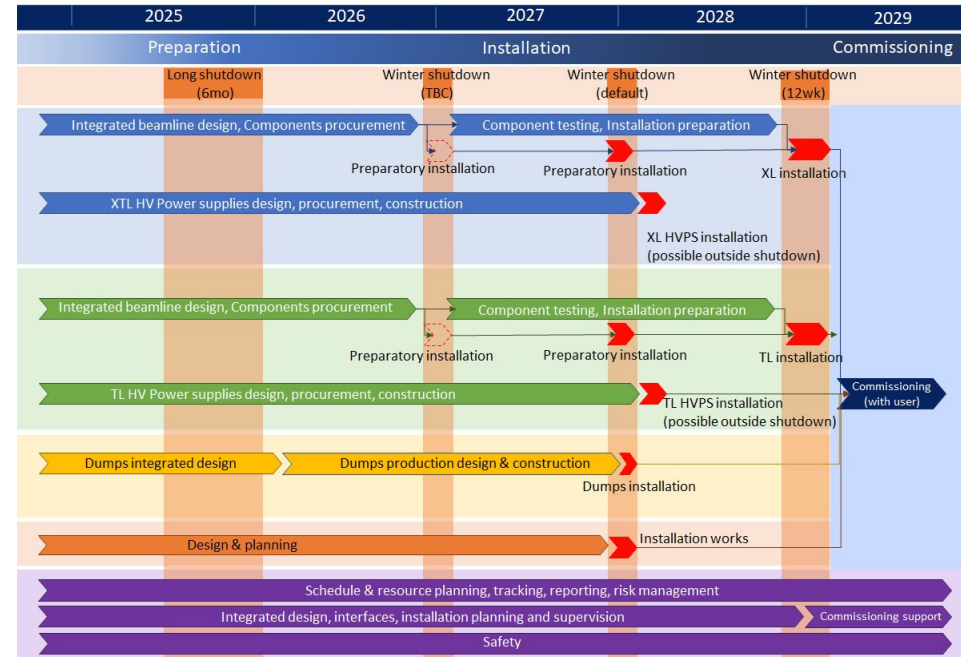 2025 2026 2027 2028 2029
Preparation Installation Commissioning
Long shutdown
(6mo)
Winter shutdown
(TBC)
Winter shutdown
(default)
Winter shutdown
(12wk)
Integrated beamline design, Components procurement
Component testing, Installation preparation
Preparatory installation
Preparatory installation
XL installation
XTL HV Power supplies design, procurement, construction
XL HVPS installation
(possible outside shutdown)
Integrated beamline design, Components procurement
Component testing, Installation preparation
Preparatory installation
Preparatory installation
TL installation
TL HV Power supplies design, procurement, construction
TL HVPS installation
(possible outside shutdown)
Commissioning
(with user)
Dumps integrated design
Dumps production design & construction
Dumps installation
Design & planning
Installation works
Schedule & resource planning, tracking, reporting, risk management
Integrated design, interfaces, installation planning and supervision
Commissioning support
Safety